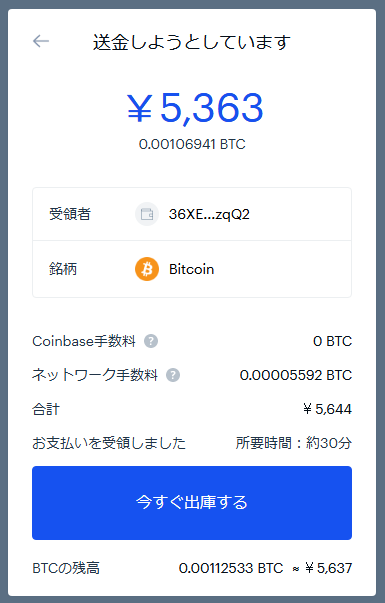 送金しようとしています
¥5,363
0.00106941 BTC
受領者 36XE...zqQ2
銘柄 Bitcoin
Coinbase手数料 ? 0 BTC
ネットワーク手数料 ? 0.00005592 BTC
合計 ¥5,644
お支払いを受領しました 所要時間：約30分
今すぐ出庫する
BTCの残高 0.00112533 BTC ≈ ¥5,637